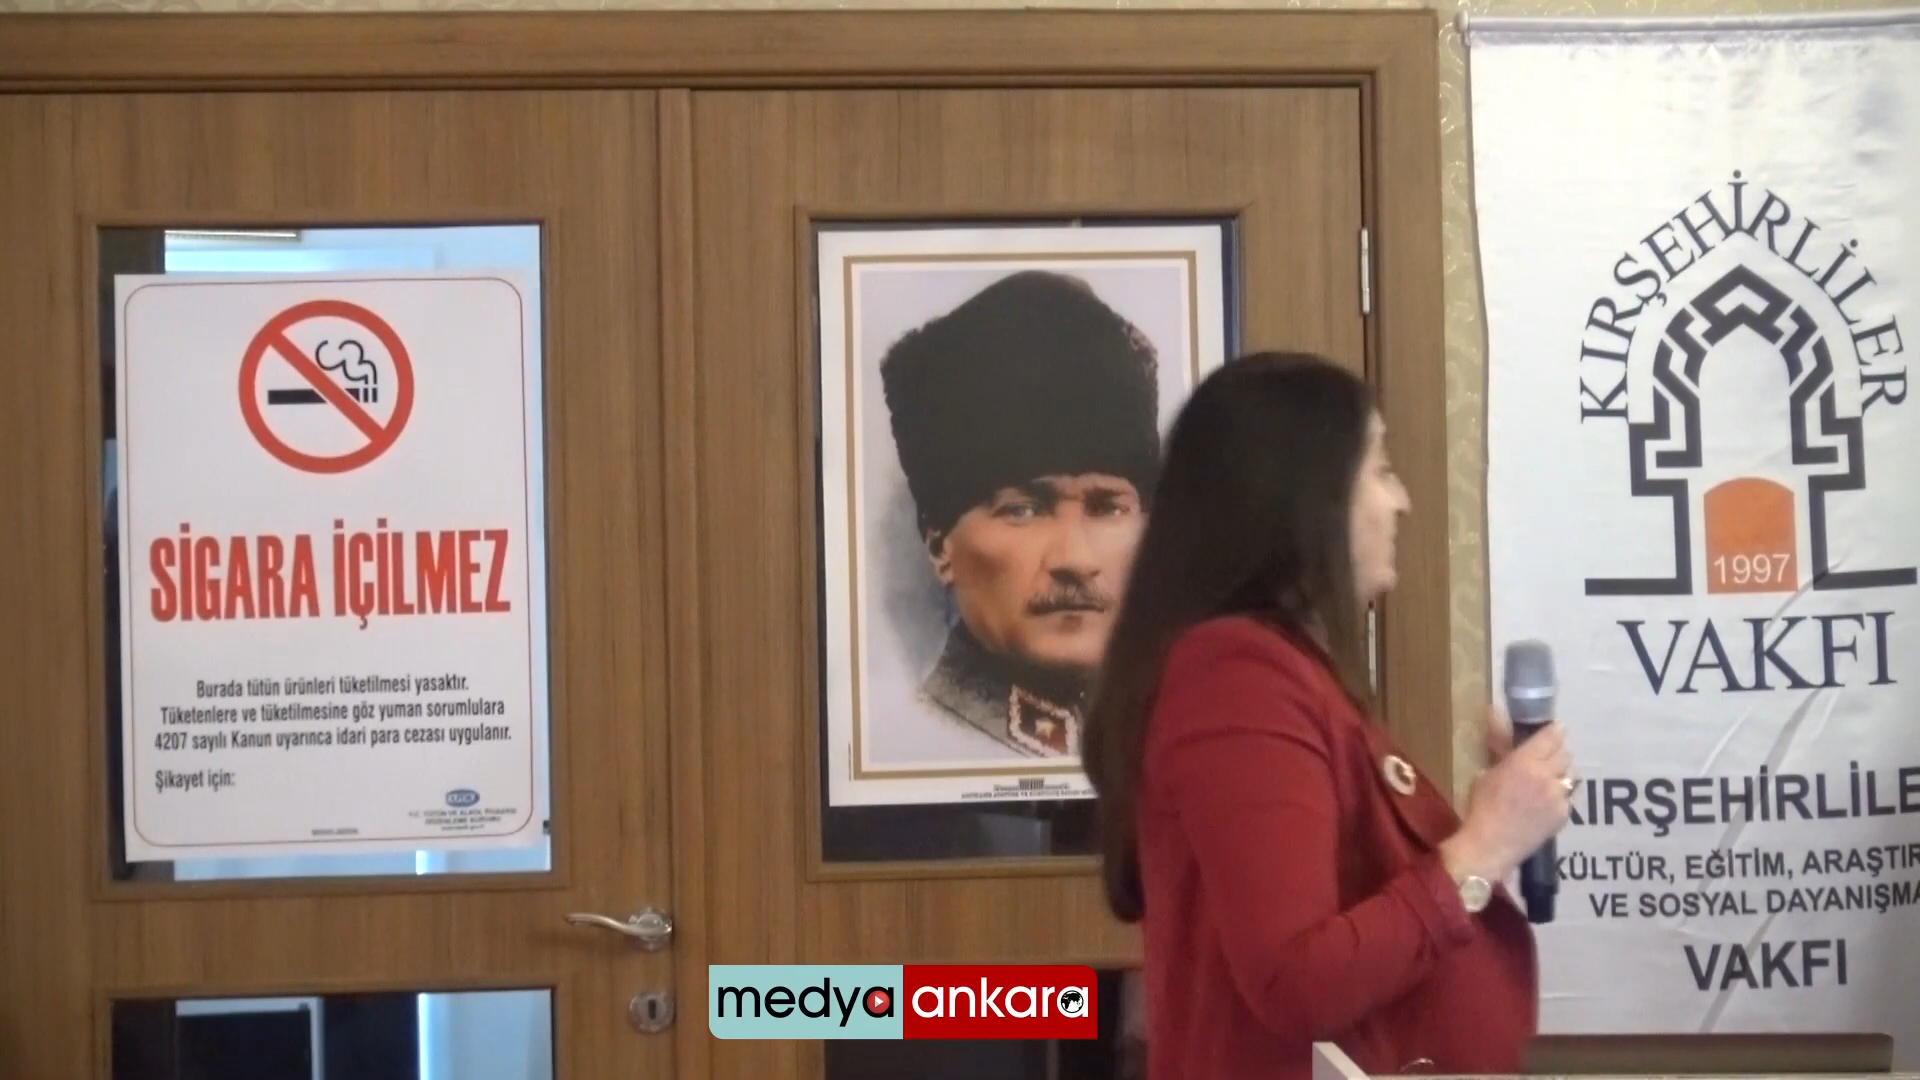 SİGARA İÇİLMEZ
Burada tütün ürünleri tüketilmesi yasaktır.
Tüketenlere ve tüketilmesine göz yuman sorumlulara
4207 sayılı Kanun uyarınca idari para cezası uygulanır.
Şikayet için:
KIRŞEHİRLİLER
1997
VAKFI
KIRŞEHİRLİLE
KÜLTÜR, EĞİTİM, ARAŞTIR
VE SOSYAL DAYANIŞMA
VAKFI
medya ankara